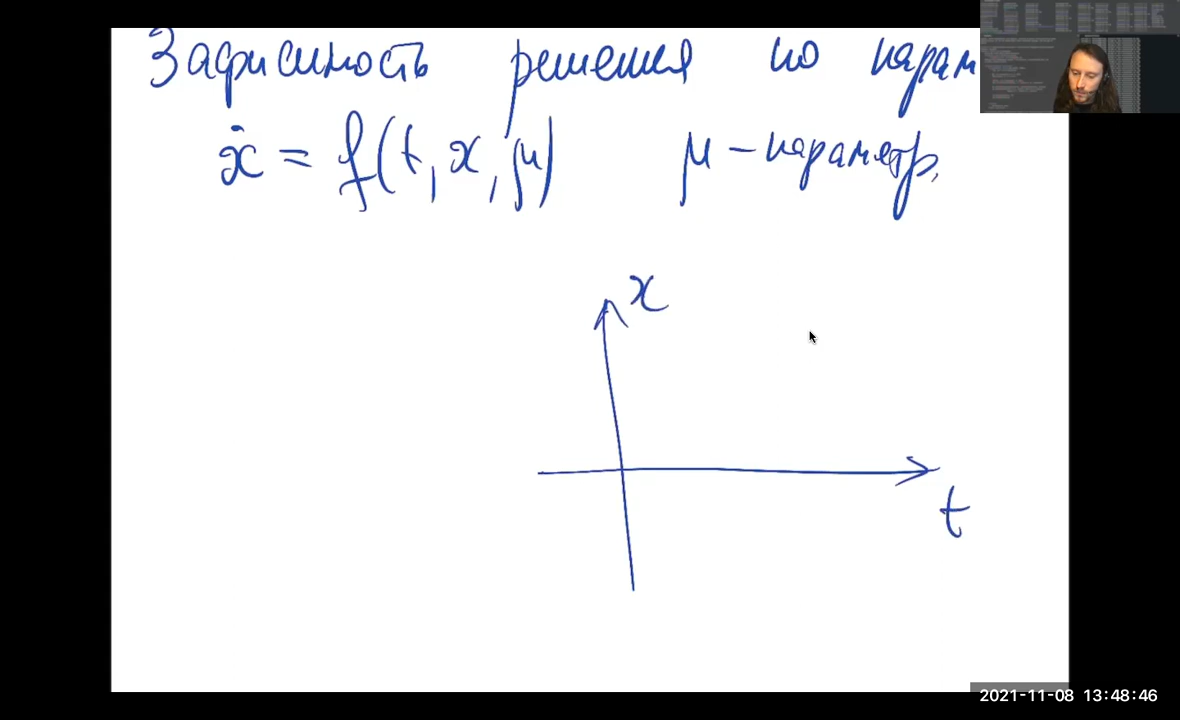 Зависимость решения по парам
ẋ = f(t, x, μ) μ – параметр.
x
t
2021-11-08 13:48:46